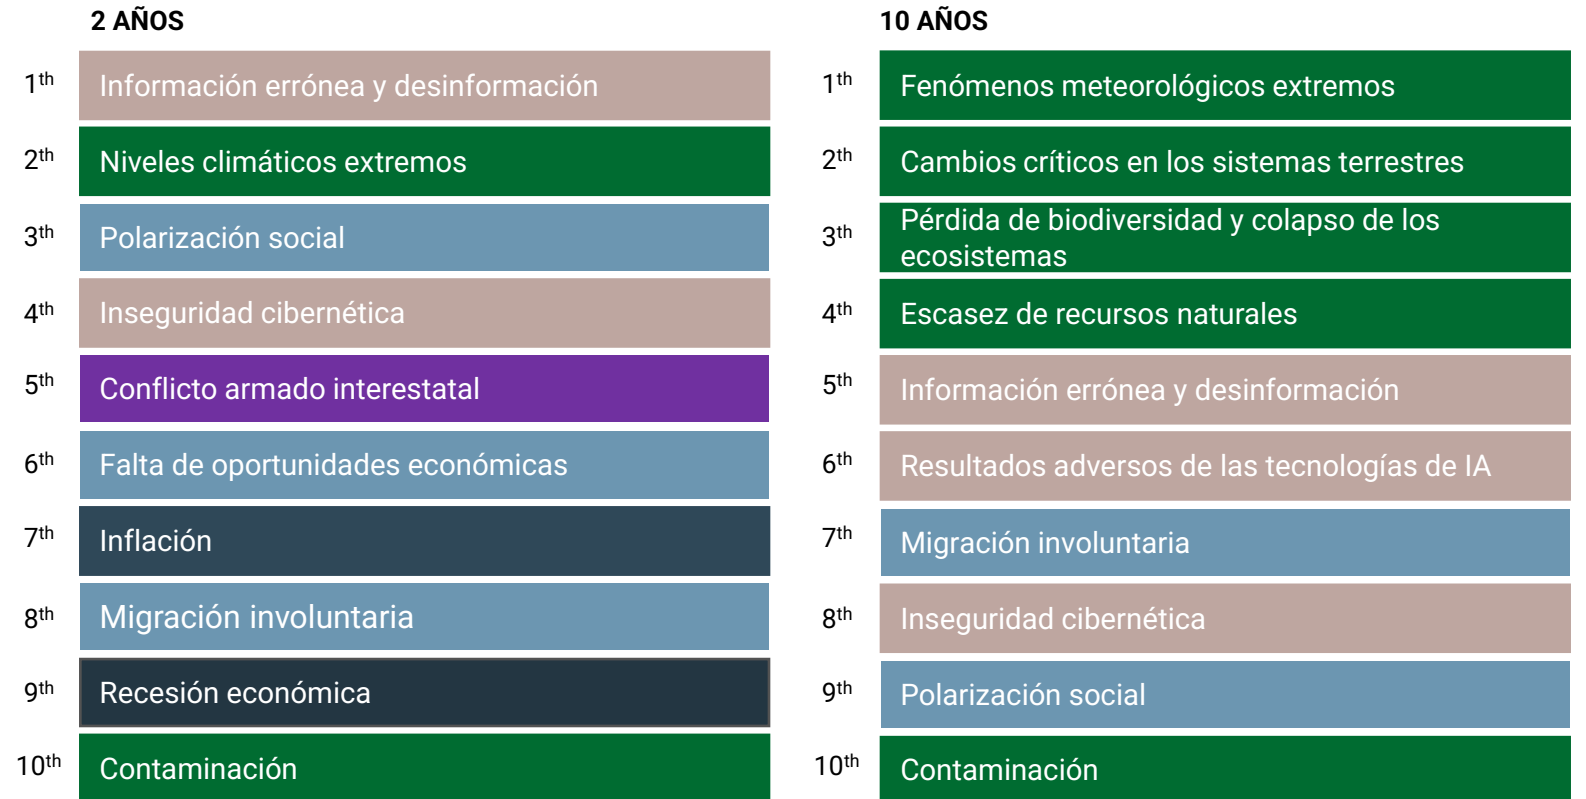 2 AÑOS
1th Información errónea y desinformación
2th Niveles climáticos extremos
3th Polarización social
4th Inseguridad cibernética
5th Conflicto armado interestatal
6th Falta de oportunidades económicas
7th Inflación
8th Migración involuntaria
9th Recesión económica
10th Contaminación
10 AÑOS
1th Fenómenos meteorológicos extremos
2th Cambios críticos en los sistemas terrestres
3th Pérdida de biodiversidad y colapso de los
ecosistemas
4th Escasez de recursos naturales
5th Información errónea y desinformación
6th Resultados adversos de las tecnologías de IA
7th Migración involuntaria
8th Inseguridad cibernética
9th Polarización social
10th Contaminación